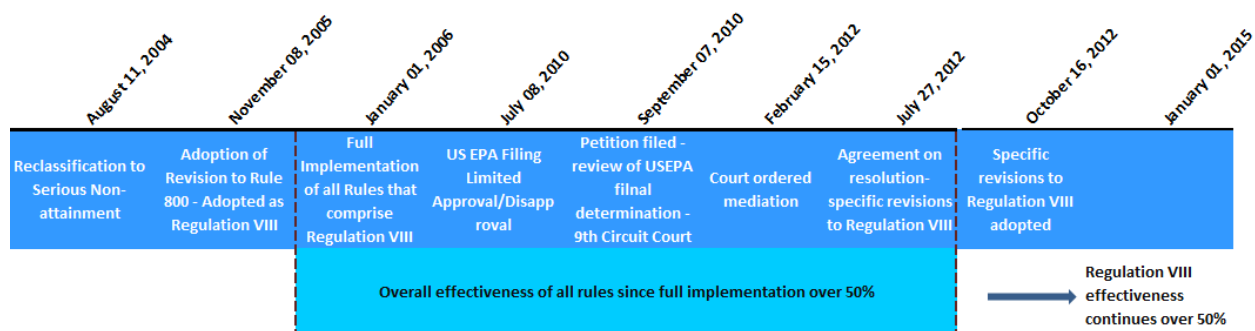 August 11, 2004
November 08, 2005
January 01, 2006
July 08, 2010
September 07, 2010
February 15, 2012
July 27, 2012
October 16, 2012
January 01, 2015
Reclassification to
Serious Non-
attainment
Adoption of
Revision to Rule
800 - Adopted as
Regulation VIII
Full
Implementation
of all Rules that
comprise
Regulation VIII
US EPA Filing
Limited
Approval/Disapp
roval
Petition filed -
review of USEPA
filnal
determination -
9th Circuit Court
Court ordered
mediation
Agreement on
resolution-
specific revisions
to Regulation VIII
Specific
revisions to
Regulation VIII
adopted
Overall effectiveness of all rules since full implementation over 50%
Regulation VIII
effectiveness
continues over 50%